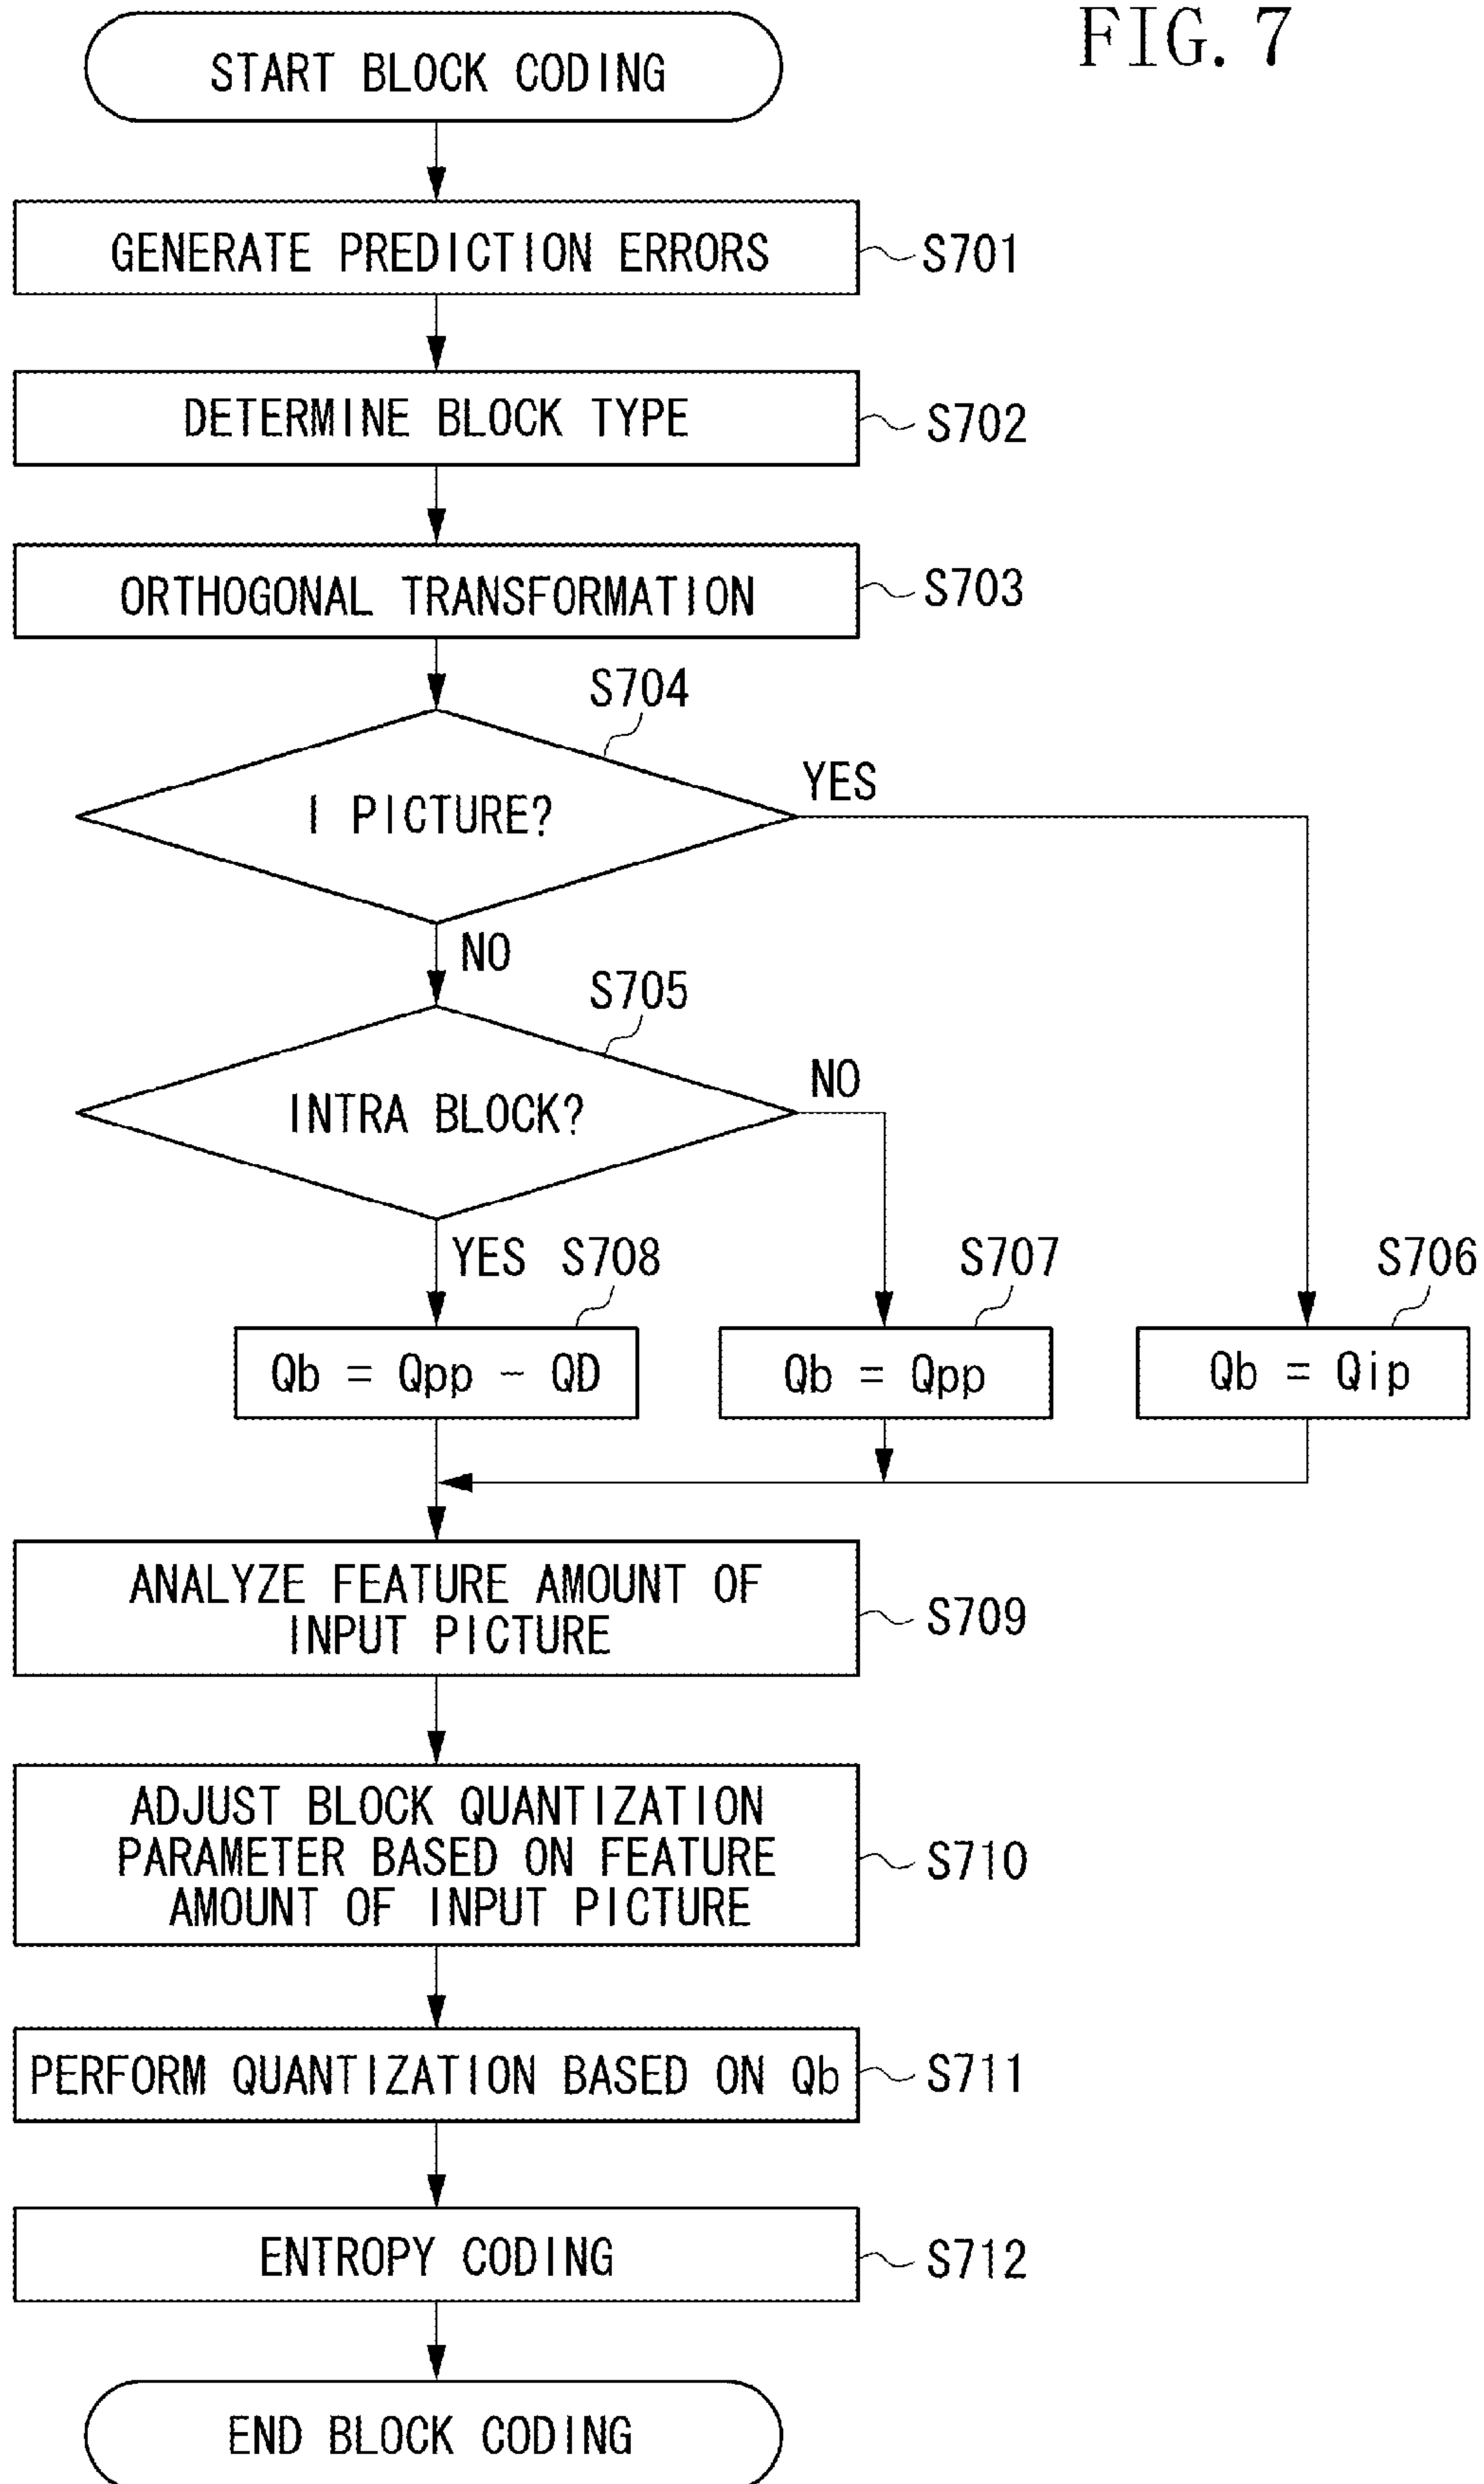 FIG. 7
START BLOCK CODING
GENERATE PREDICTION ERRORS
S701
DETERMINE BLOCK TYPE
S702
ORTHOGONAL TRANSFORMATION
S703
S704
I PICTURE?
YES
NO
S705
INTRA BLOCK?
NO
YES
S708
S707
S706
Qb = Qpp - QD
Qb = Qpp
Qb = Qip
ANALYZE FEATURE AMOUNT OF
INPUT PICTURE
S709
ADJUST BLOCK QUANTIZATION
PARAMETER BASED ON FEATURE
AMOUNT OF INPUT PICTURE
S710
PERFORM QUANTIZATION BASED ON Qb
S711
ENTROPY CODING
S712
END BLOCK CODING